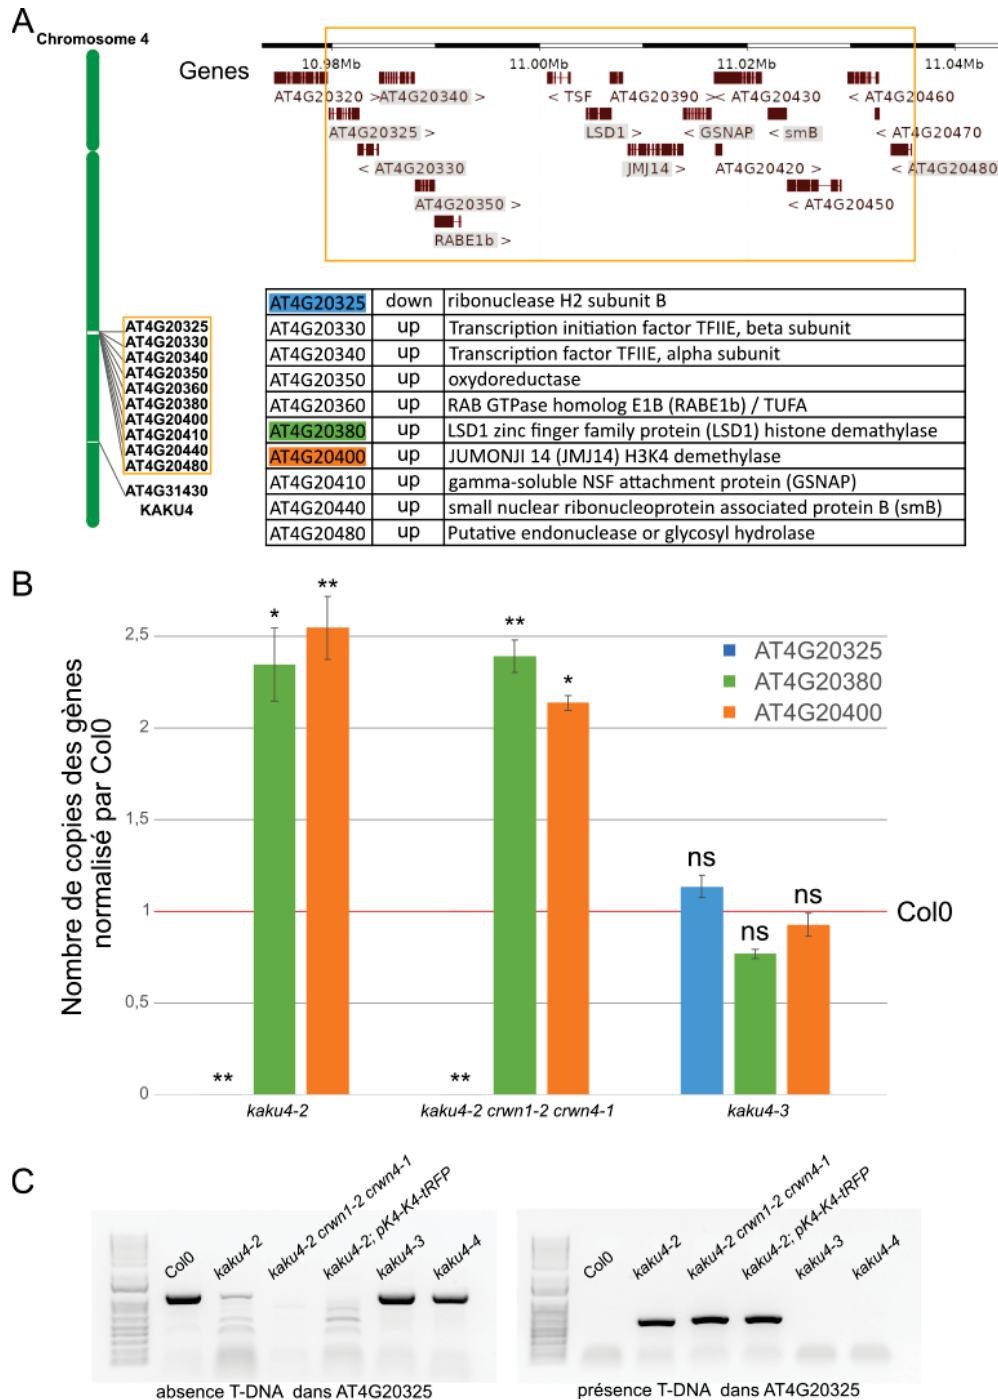 A
Chromosome 4
Genes
10.98Mb 11.00Mb 11.02Mb 11.04Mb
AT4G20320 > AT4G20340 > < TSF AT4G20390 > < AT4G20430 < AT4G20460
AT4G20325 > LSD1 > < GSNAP < smB < AT4G20470
< AT4G20330 JMJ14 > AT4G20420 > < AT4G20480
AT4G20350 > < AT4G20450
RABE1b >
AT4G20325
AT4G20330
AT4G20340
AT4G20350
AT4G20360
AT4G20380
AT4G20400
AT4G20410
AT4G20440
AT4G20480
AT4G31430
KAKU4
AT4G20325 down ribonuclease H2 subunit B
AT4G20330 up Transcription initiation factor TFIIE, beta subunit
AT4G20340 up Transcription factor TFIIE, alpha subunit
AT4G20350 up oxydoreductase
AT4G20360 up RAB GTPase homolog E1B (RABE1b) / TUFA
AT4G20380 up LSD1 zinc finger family protein (LSD1) histone demathylase
AT4G20400 up JUMONJI 14 (JMJ14) H3K4 demethylase
AT4G20410 up gamma-soluble NSF attachment protein (GSNAP)
AT4G20440 up small nuclear ribonucleoprotein associated protein B (smB)
AT4G20480 up Putative endonuclease or glycosyl hydrolase
B
Nombre de copies des gènes
normalisé par Col0
2,5
2
1,5
1
0,5
0
** * **
** ** *
ns ns ns
AT4G20325
AT4G20380
AT4G20400
Col0
kaku4-2 kaku4-2 crwn1-2 crwn4-1 kaku4-3
C
Col0 kaku4-2 kaku4-2 crwn1-2 crwn4-1 kaku4-2; pK4-K4-tRFP kaku4-3 kaku4-4
absence T-DNA dans AT4G20325
Col0 kaku4-2 kaku4-2 crwn1-2 crwn4-1 kaku4-2; pK4-K4-tRFP kaku4-3 kaku4-4
présence T-DNA dans AT4G20325